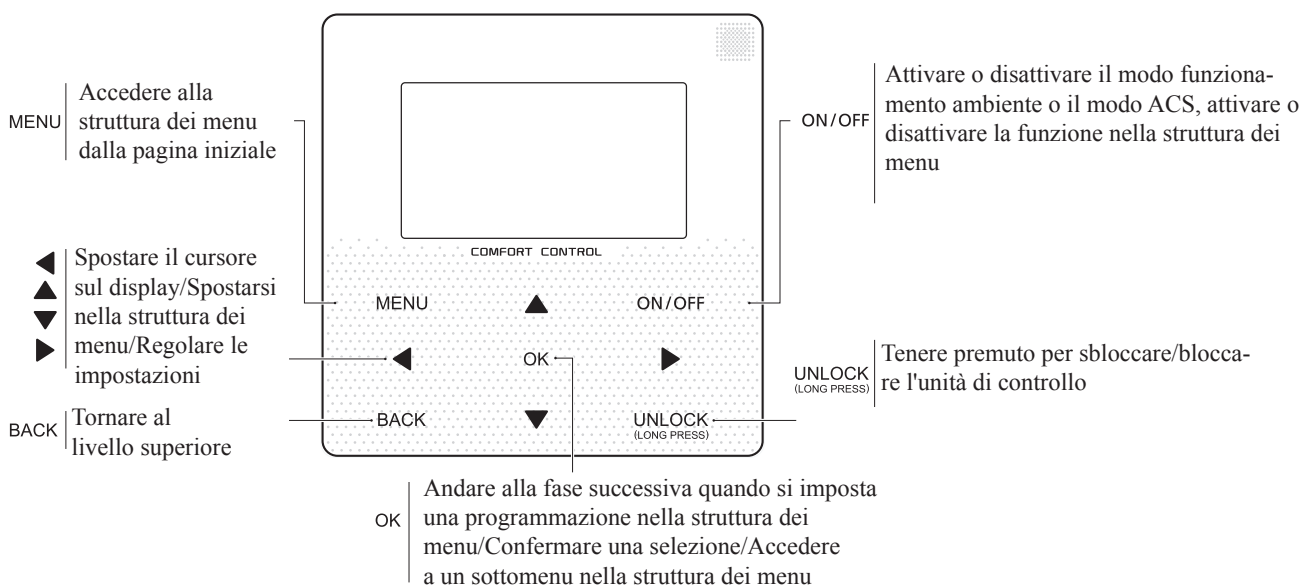 MENU
Accedere alla
struttura dei menu
dalla pagina iniziale
Spostare il cursore
sul display/Spostarsi
nella struttura dei
menu/Regolare le
impostazioni
BACK
Tornare al
livello superiore
COMFORT CONTROL
MENU
ON/OFF
OK
BACK
UNLOCK
(LONG PRESS)
ON/OFF
Attivare o disattivare il modo funziona-
mento ambiente o il modo ACS, attivare o
disattivare la funzione nella struttura dei
menu
UNLOCK
(LONG PRESS)
Tenere premuto per sbloccare/blocca-
re l'unità di controllo
OK
Andare alla fase successiva quando si imposta
una programmazione nella struttura dei
menu/Confermare una selezione/Accedere
a un sottomenu nella struttura dei menu